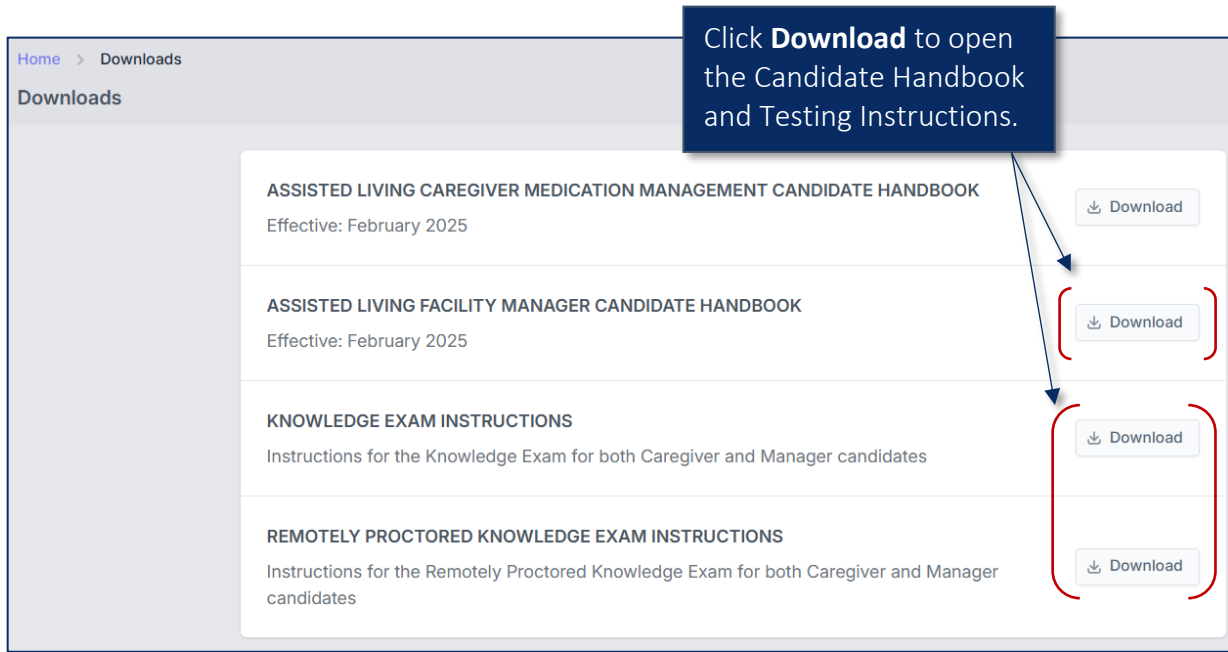 Click Download to open
the Candidate Handbook
and Testing Instructions.
Home > Downloads
Downloads
ASSISTED LIVING CAREGIVER MEDICATION MANAGEMENT CANDIDATE HANDBOOK
Effective: February 2025
Download
ASSISTED LIVING FACILITY MANAGER CANDIDATE HANDBOOK
Effective: February 2025
Download
KNOWLEDGE EXAM INSTRUCTIONS
Instructions for the Knowledge Exam for both Caregiver and Manager candidates
Download
REMOTELY PROCTORED KNOWLEDGE EXAM INSTRUCTIONS
Instructions for the Remotely Proctored Knowledge Exam for both Caregiver and Manager
candidates
Download